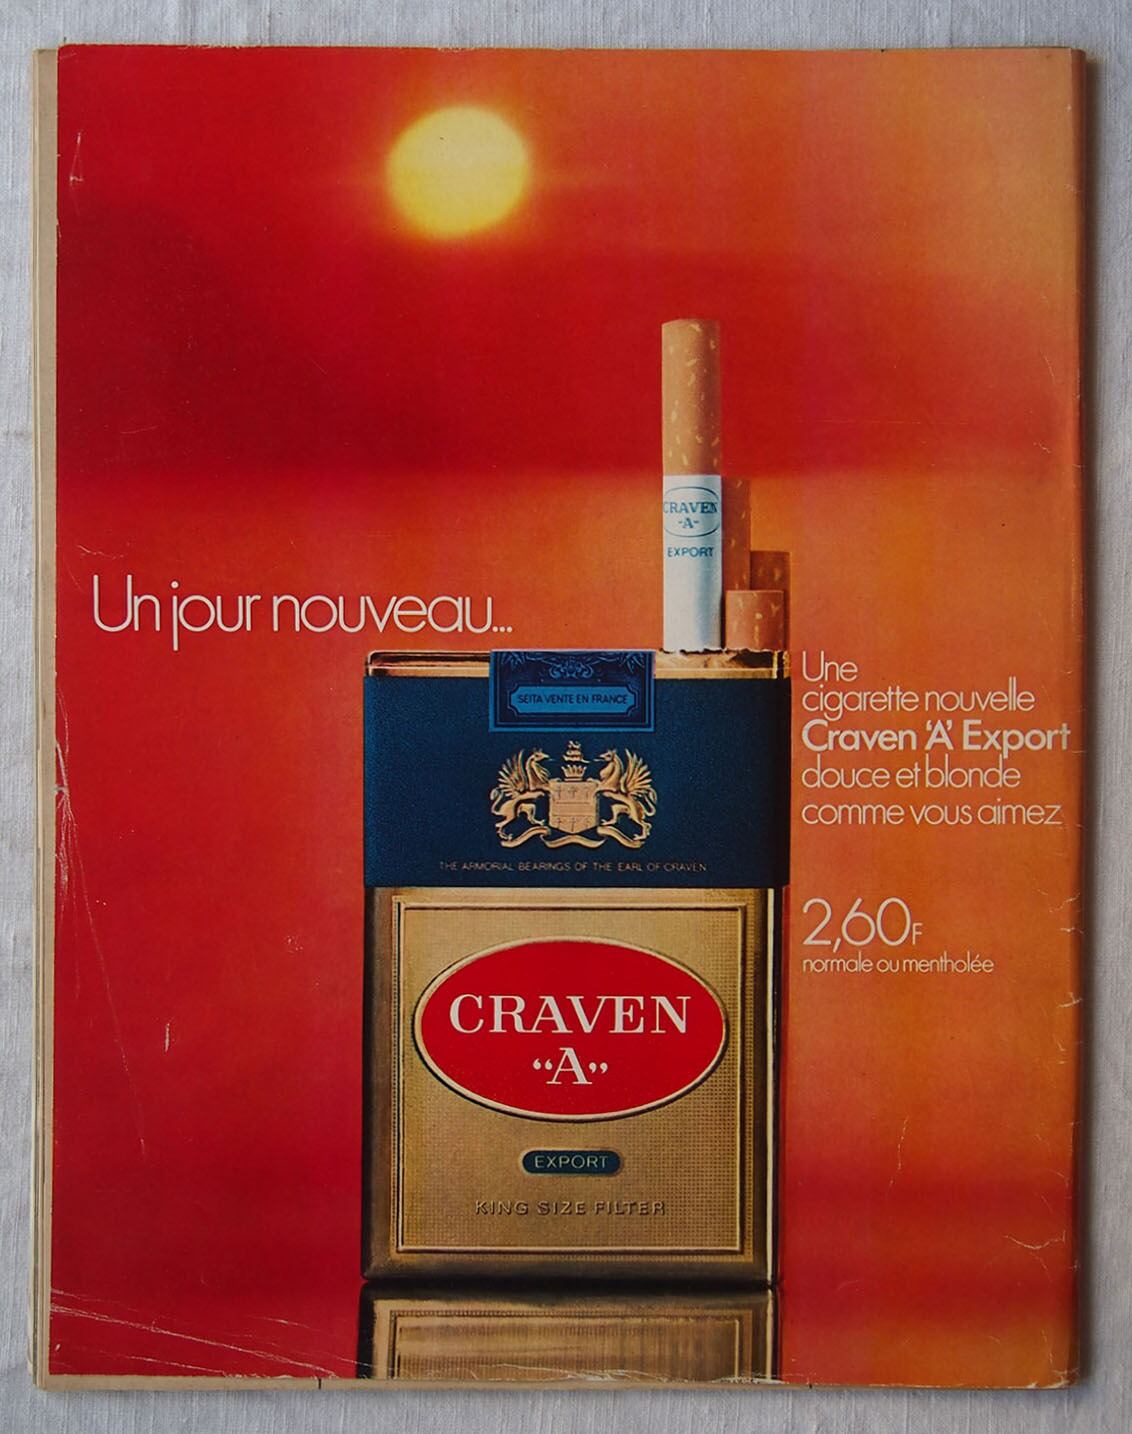 Un jour nouveau...
CRAVEN
-A-
EXPORT
SEITA VENTE EN FRANCE
THE ARMORIAL BEARINGS OF THE EARL OF CRAVEN
CRAVEN
“A”
EXPORT
KING SIZE FILTER
Une
cigarette nouvelle
Craven ‘A’ Export
douce et blonde
comme vous aimez
2,60F
normale ou mentholée